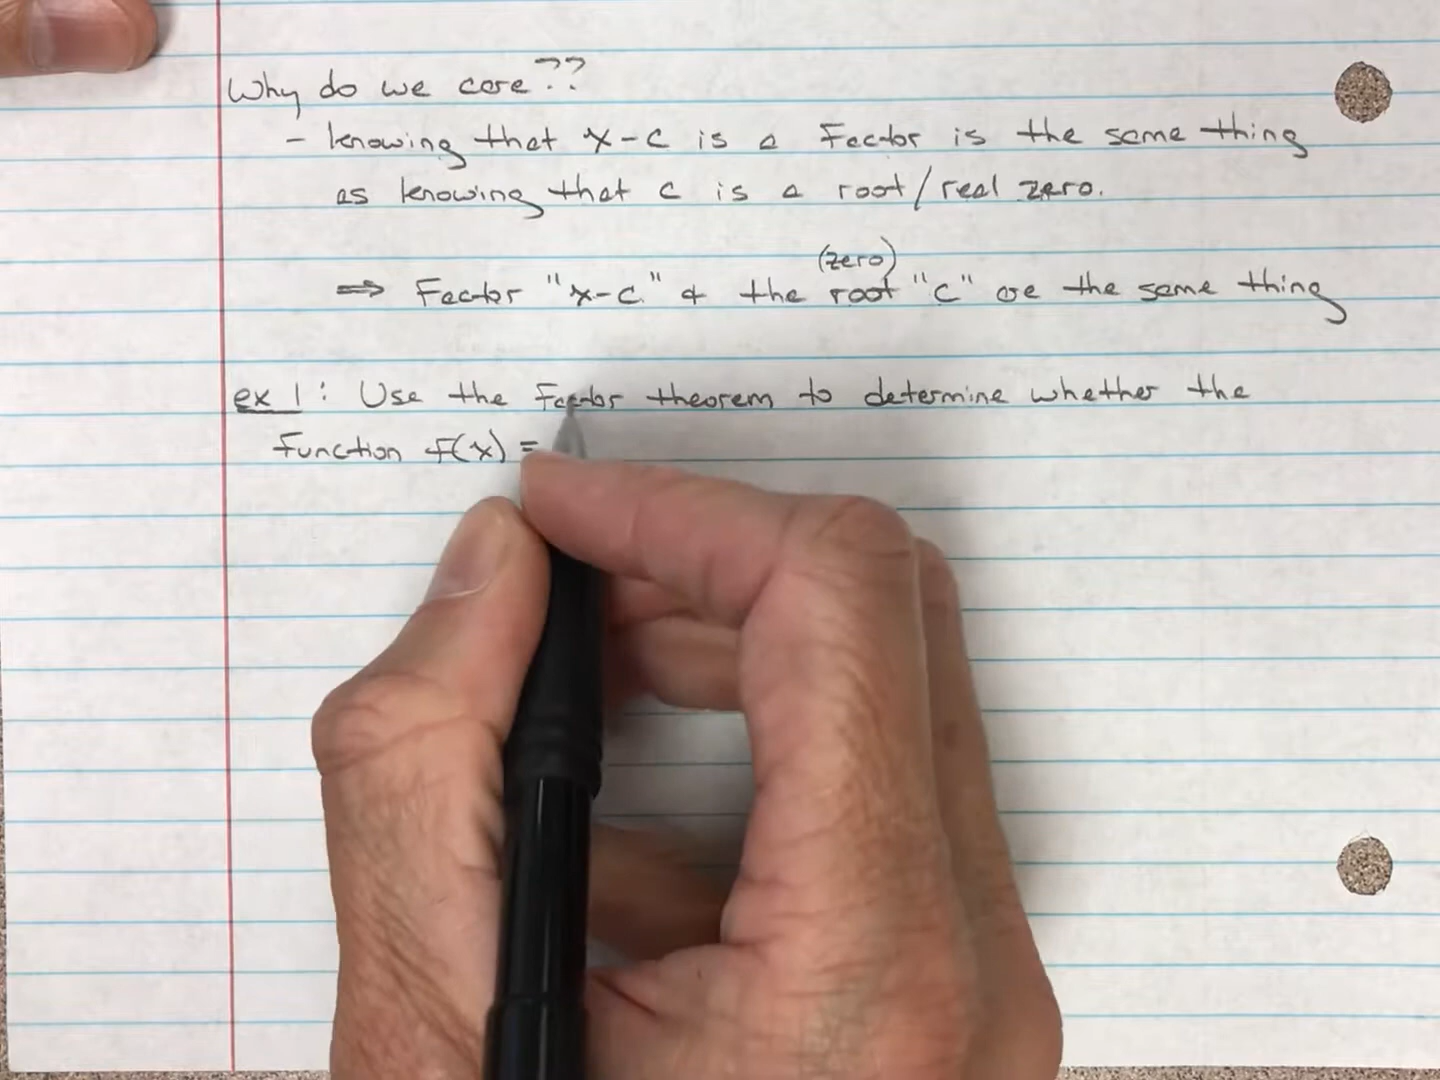 Why do we care??
- knowing that x-c is a Factor is the same thing
as knowing that c is a root/real zero.
(zero)
⇒ Factor "x-c" & the root "c" are the same thing
ex 1: Use the Factor theorem to determine whether the
function f(x) =